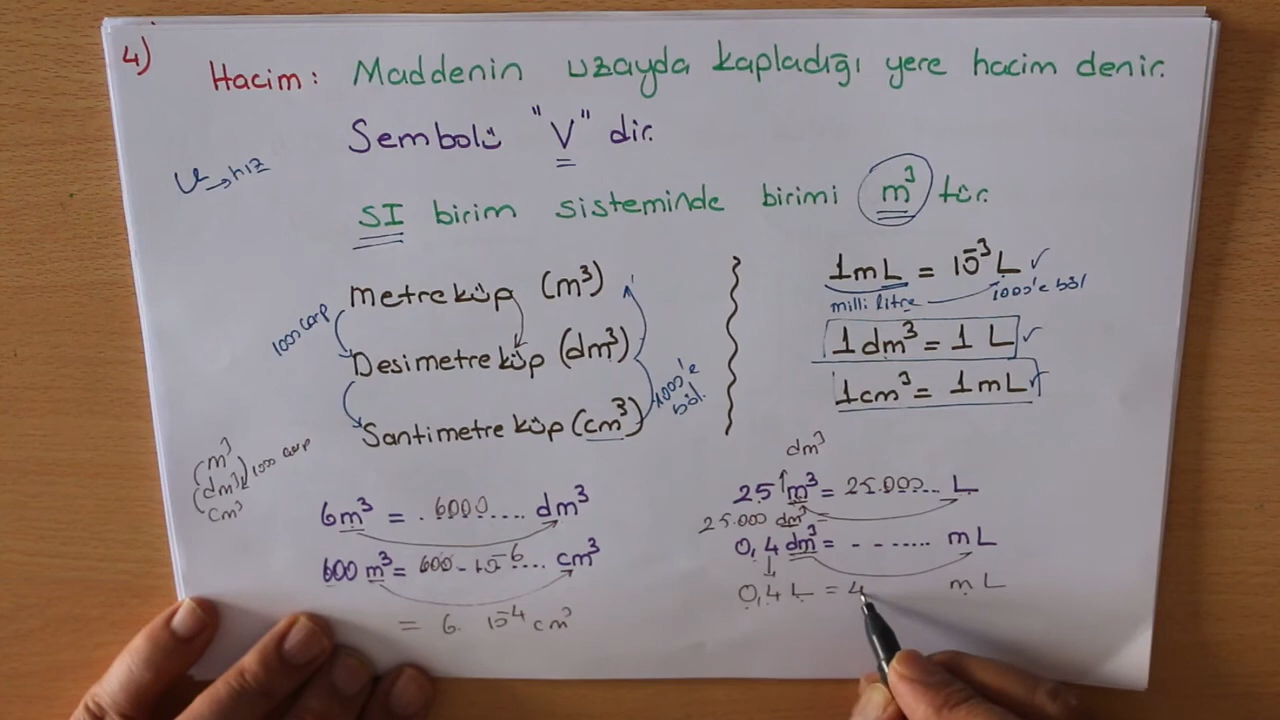 4)
Hacim: Maddenin uzayda kapladığı yere hacim denir.
Sembolü "V" dir.
υ → hız
SI birim sisteminde birimi m³ tür.
Metreküp (m³)
1000 çarp
Desimetreküp (dm³)
Santimetreküp (cm³)
1000'e böl.
1mL = 10⁻³ L ✓
milli litre
1000'e böl
1 dm³ = 1 L ✓
1cm³ = 1mL ✓
m³
dm³
cm³
1000 çarp
6m³ = .6000.... dm³
600 m³ = 600 - 10⁻⁶... cm³
= 6. 10⁻⁴ cm³
dm³
25 m³ = 25.000... L
25.000 dm³ =
0,4 dm³ = - - ...... mL
0,4 L = 4 mL